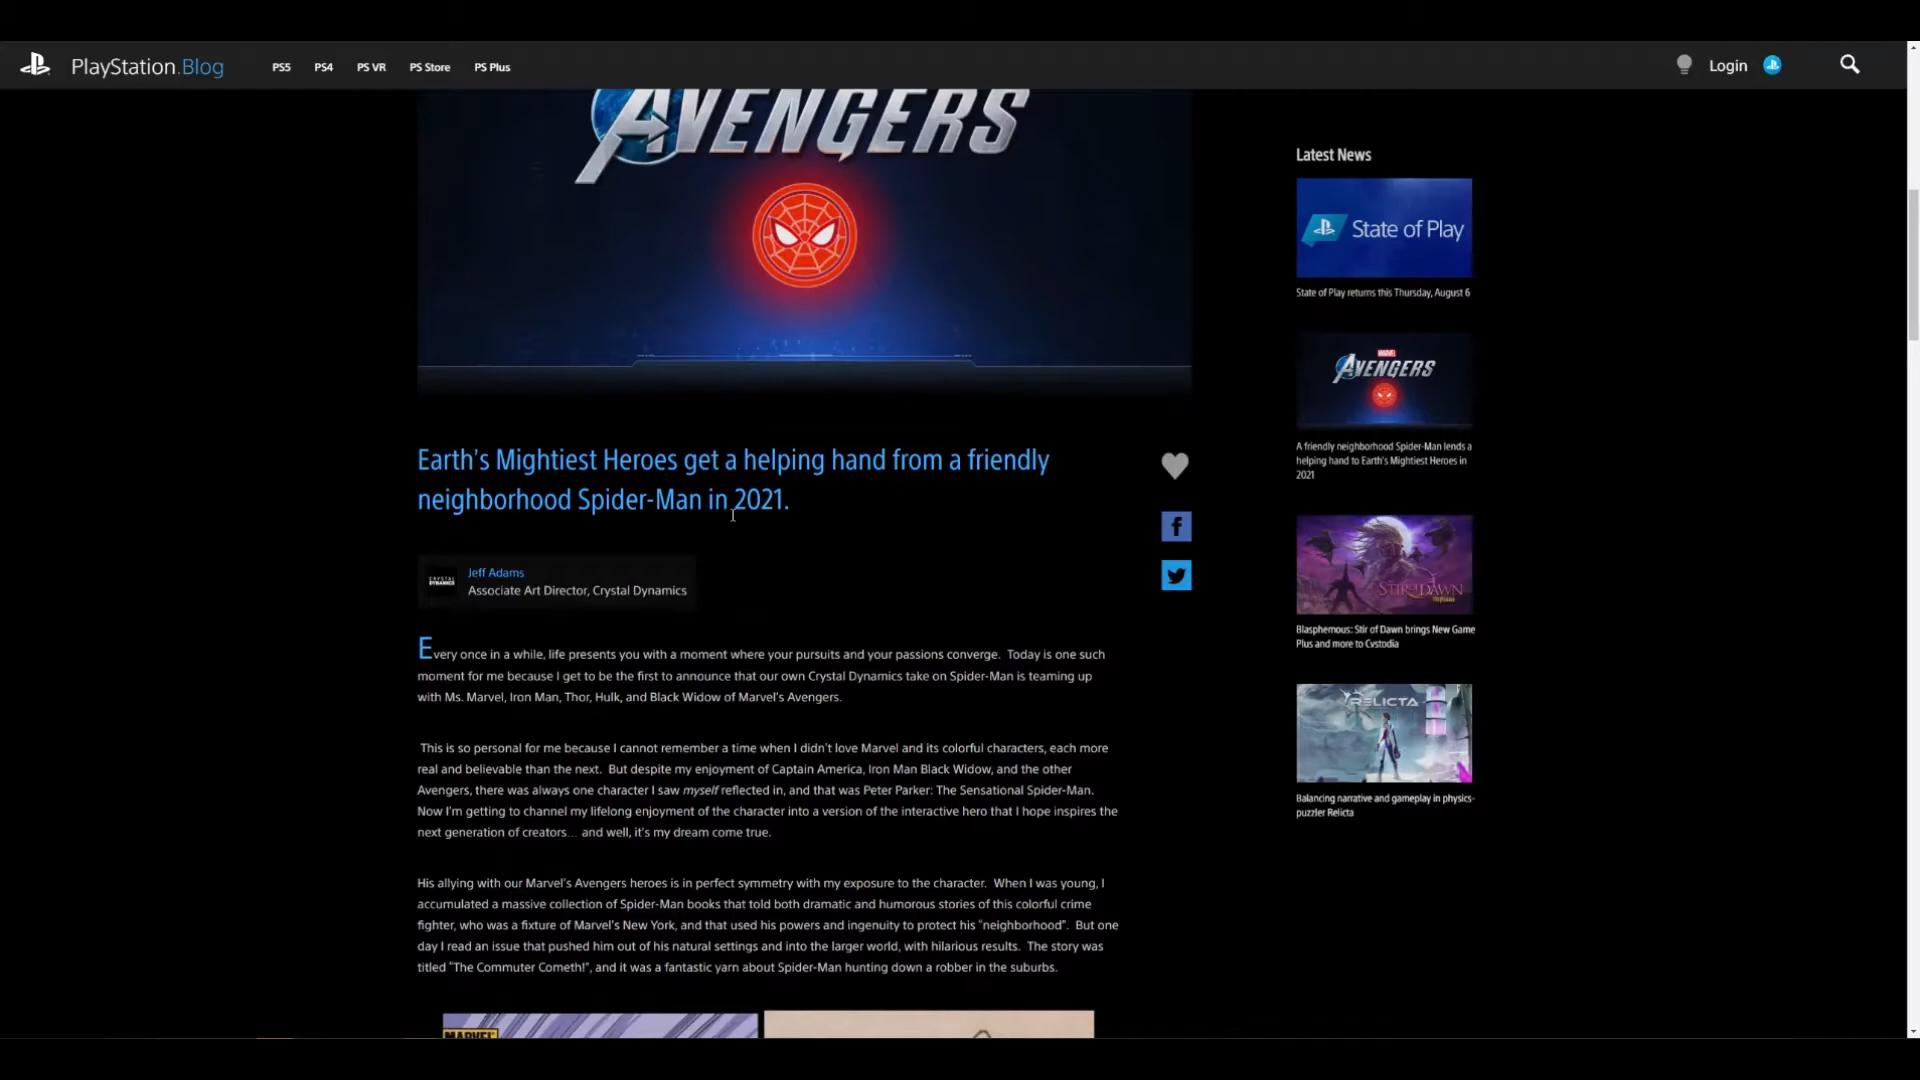 PlayStation.Blog
PS5
PS4
PS VR
PS Store
PS Plus
Login
AVENGERS
Earth's Mightiest Heroes get a helping hand from a friendly
neighborhood Spider-Man in 2021.
CRYSTAL
DYNAMICS
Jeff Adams
Associate Art Director, Crystal Dynamics
Every once in a while, life presents you with a moment where your pursuits and your passions converge. Today is one such
moment for me because I get to be the first to announce that our own Crystal Dynamics take on Spider-Man is teaming up
with Ms. Marvel, Iron Man, Thor, Hulk, and Black Widow of Marvel's Avengers.
This is so personal for me because I cannot remember a time when I didn't love Marvel and its colorful characters, each more
real and believable than the next. But despite my enjoyment of Captain America, Iron Man Black Widow, and the other
Avengers, there was always one character I saw myself reflected in, and that was Peter Parker: The Sensational Spider-Man.
Now I'm getting to channel my lifelong enjoyment of the character into a version of the interactive hero that I hope inspires the
next generation of creators... and well, it's my dream come true.
His allying with our Marvel's Avengers heroes is in perfect symmetry with my exposure to the character. When I was young, I
accumulated a massive collection of Spider-Man books that told both dramatic and humorous stories of this colorful crime
fighter, who was a fixture of Marvel's New York, and that used his powers and ingenuity to protect his "neighborhood". But one
day I read an issue that pushed him out of his natural settings and into the larger world, with hilarious results. The story was
titled "The Commuter Cometh!", and it was a fantastic yarn about Spider-Man hunting down a robber in the suburbs.
MARVEL
Latest News
State of Play
State of Play returns this Thursday, August 6
MARVEL
AVENGERS
A friendly neighborhood Spider-Man lends a
helping hand to Earth's Mightiest Heroes in
2021
STIR of DAWN
Blasphemous: Stir of Dawn brings New Game
Plus and more to Cvstodia
RELICTA
Balancing narrative and gameplay in physics-
puzzler Relicta